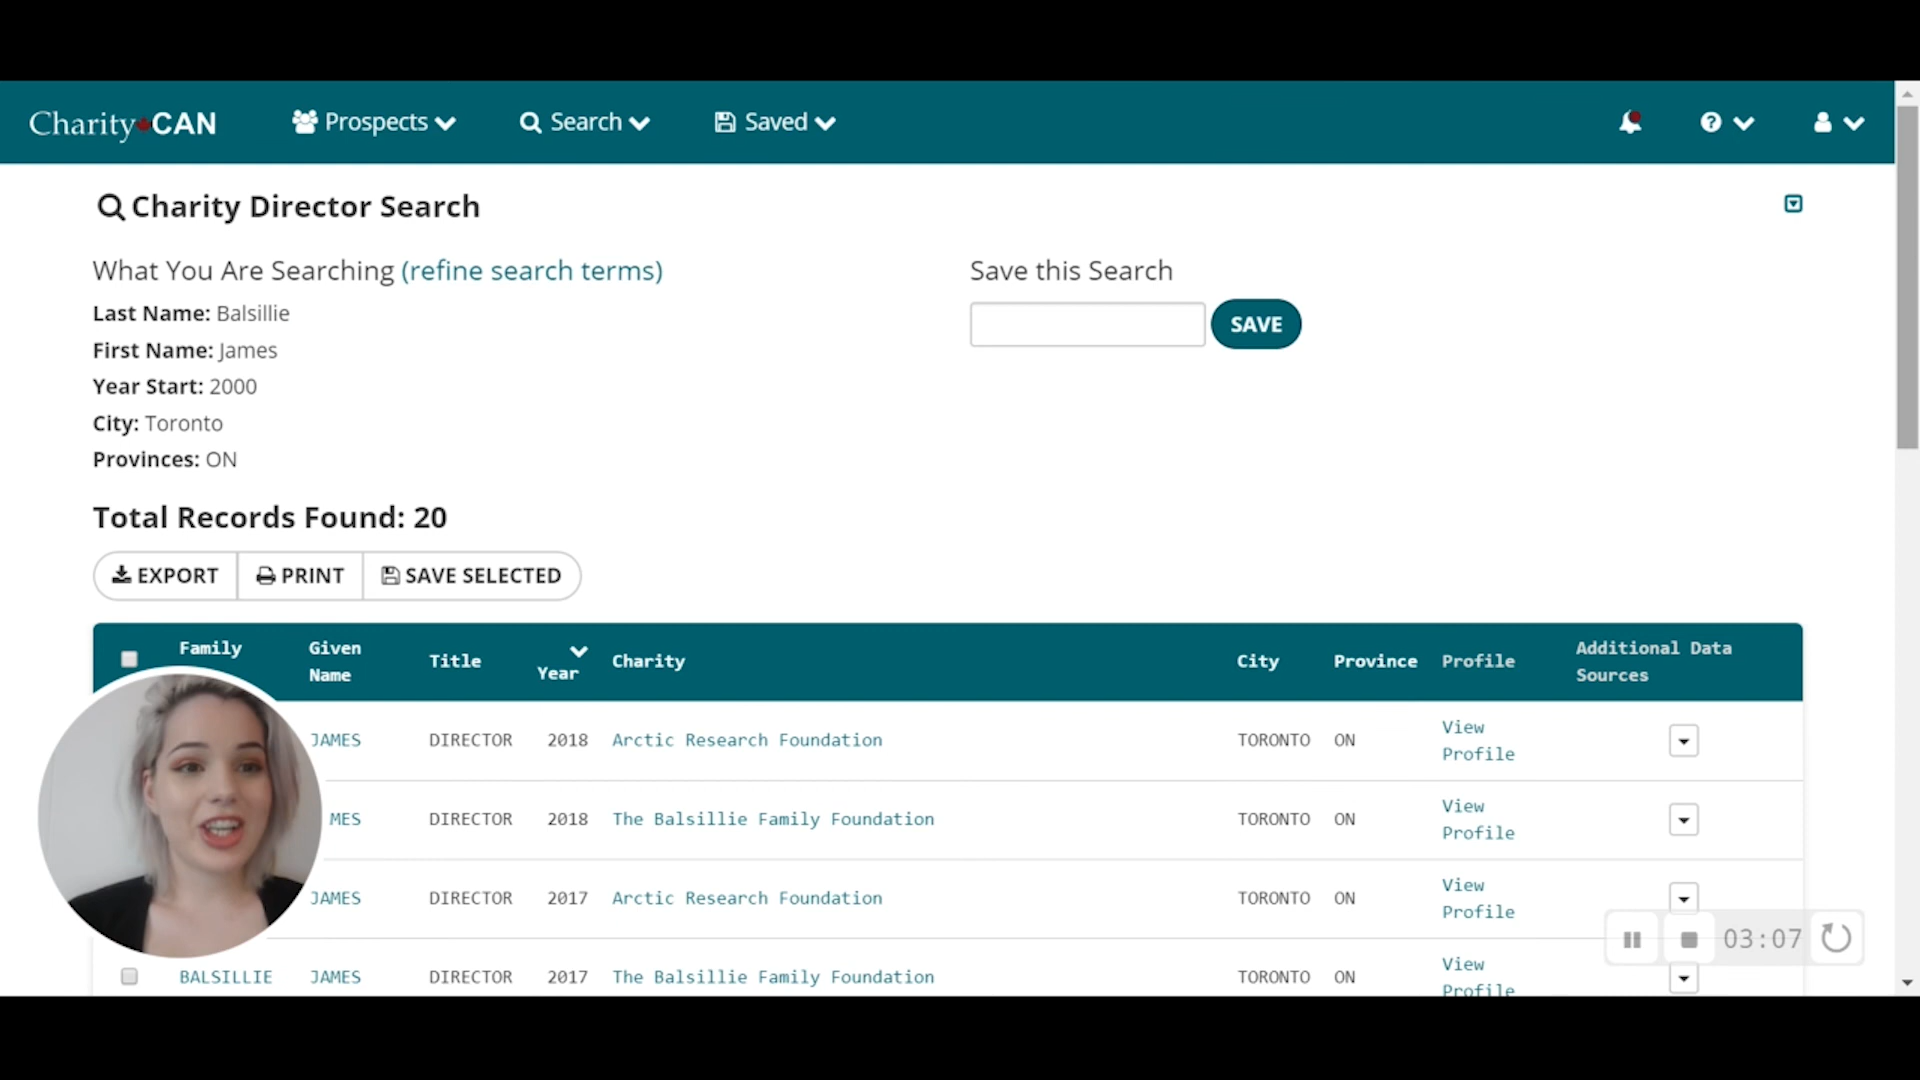 Charity CAN Prospects Search Saved
Charity Director Search
What You Are Searching (refine search terms) Save this Search
Last Name: Balsillie
SAVE
First Name: James
Year Start: 2000
City: Toronto
Provinces: ON
Total Records Found: 20
EXPORT PRINT SAVE SELECTED
Family Given Name Title Year Charity City Province Profile Additional Data Sources
JAMES DIRECTOR 2018 Arctic Research Foundation TORONTO ON View Profile
MES DIRECTOR 2018 The Balsillie Family Foundation TORONTO ON View Profile
JAMES DIRECTOR 2017 Arctic Research Foundation TORONTO ON View Profile
03:07
BALSILLIE JAMES DIRECTOR 2017 The Balsillie Family Foundation TORONTO ON View Profile